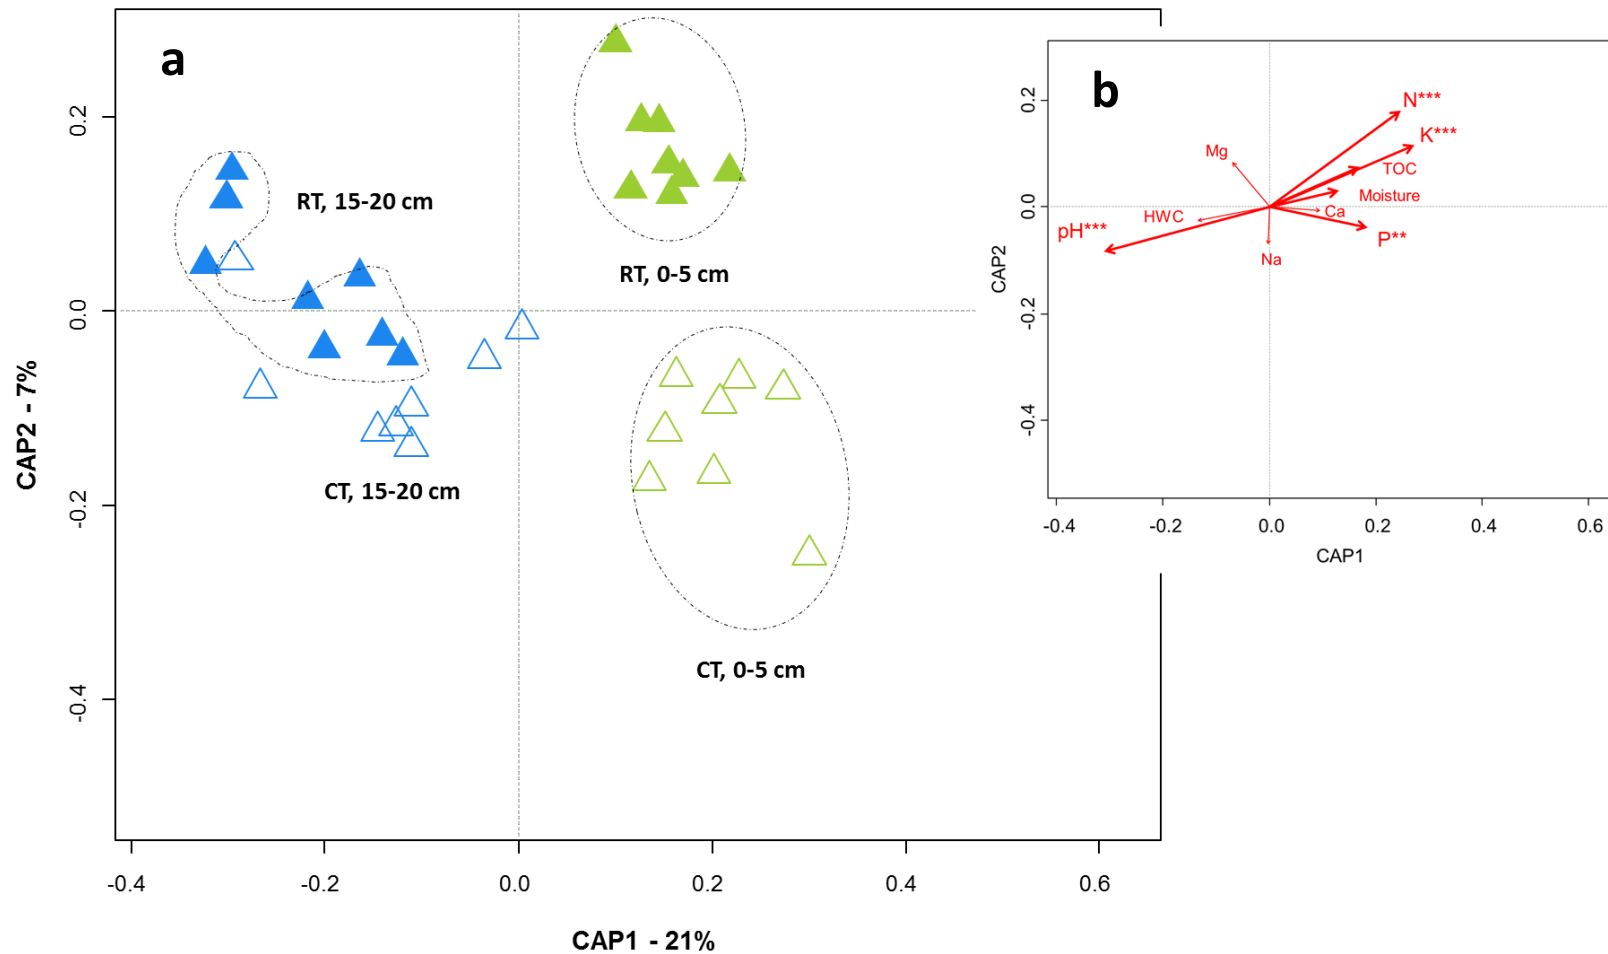 a
0.2
0.0
-0.2
-0.4
CAP2 - 7%
RT, 15-20 cm
RT, 0-5 cm
CT, 15-20 cm
CT, 0-5 cm
-0.4
-0.2
0.0
0.2
0.4
0.6
CAP1 - 21%
b
0.2
0.0
-0.2
-0.4
CAP2
N***
K***
Mg
TOC
Moisture
HWC
Ca
pH***
P**
Na
-0.4
-0.2
0.0
0.2
0.4
0.6
CAP1